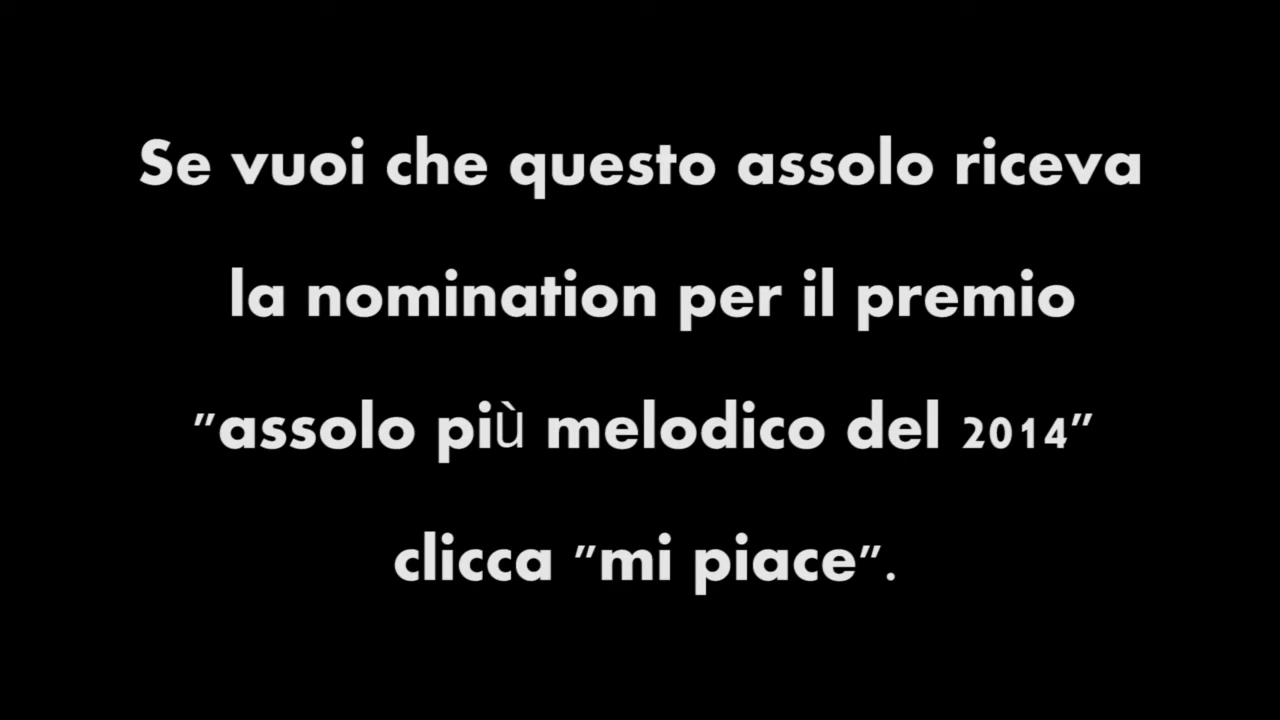 Se vuoi che questo assolo riceva
la nomination per il premio
"assolo più melodico del 2014"
clicca "mi piace".